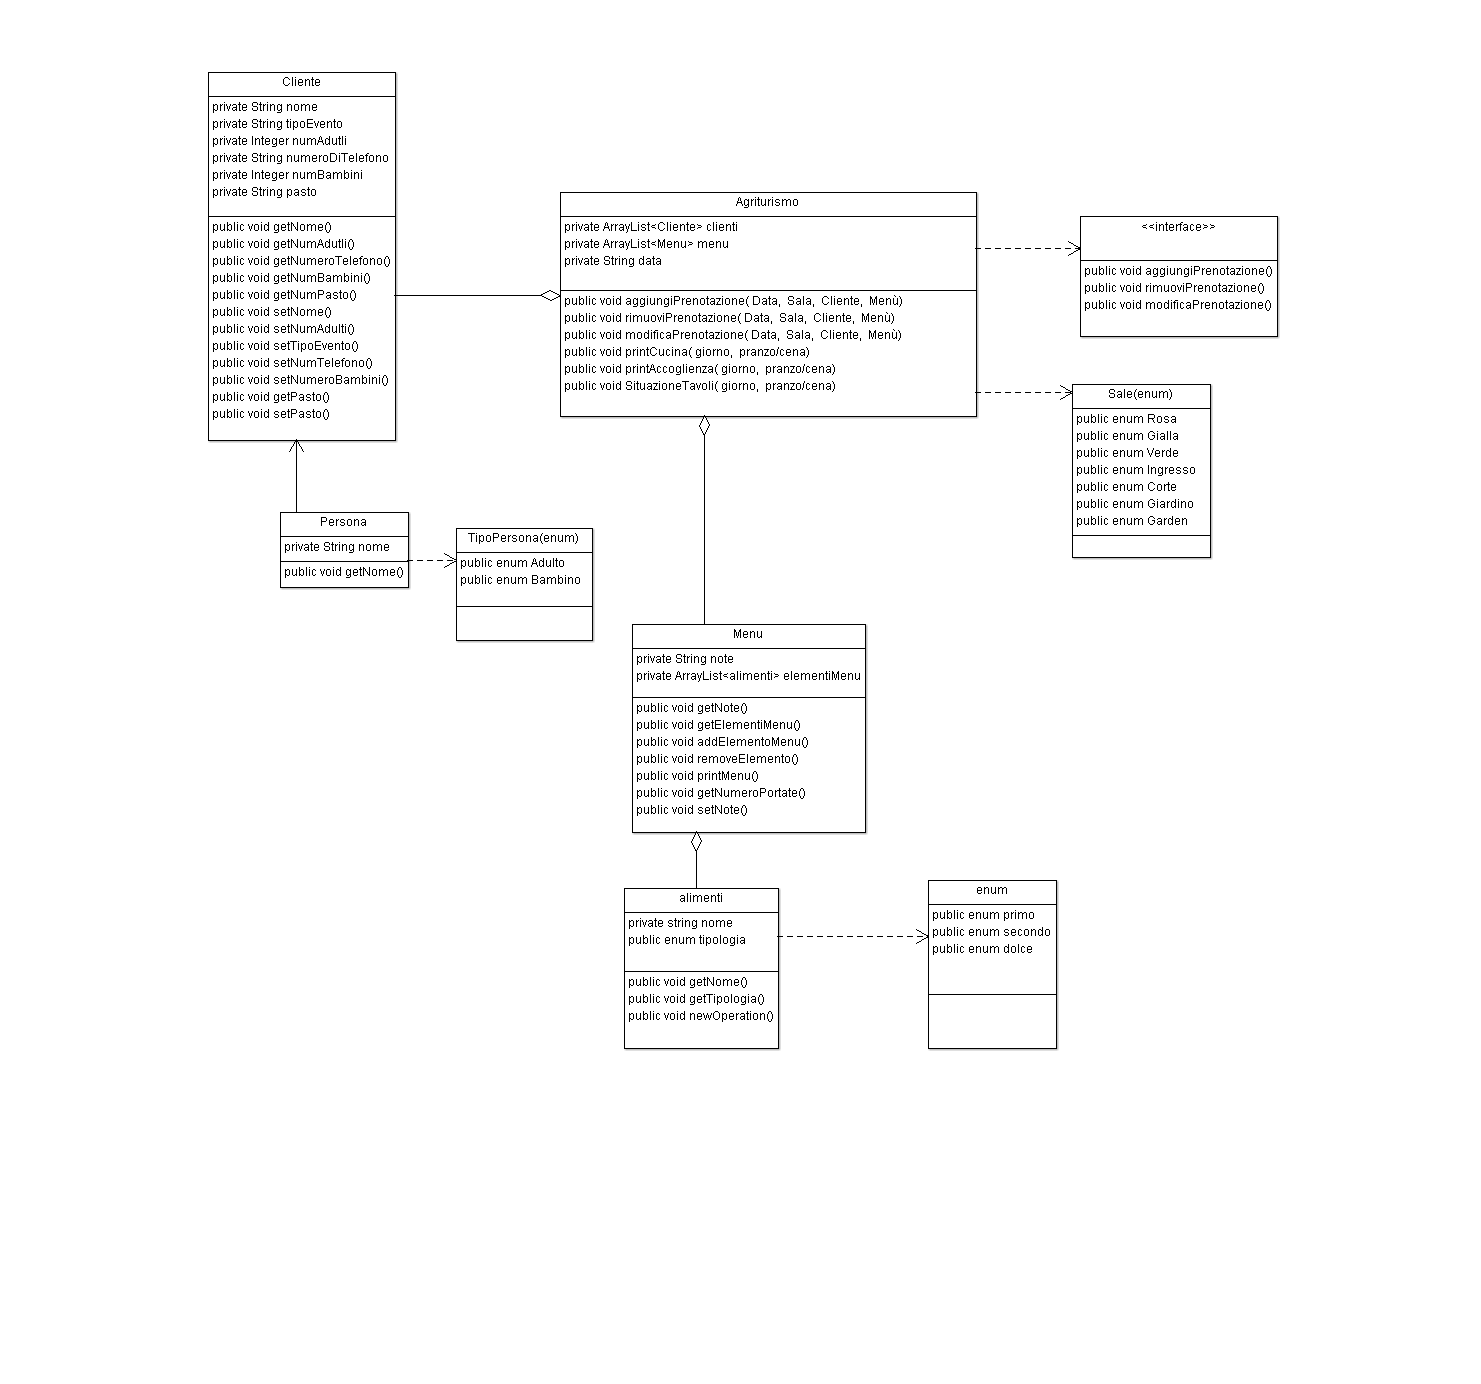 Cliente
private String nome
private String tipoEvento
private Integer numAdutli
private String numeroDiTelefono
private Integer numBambini
private String pasto
public void getNome()
public void getNumAdutli()
public void getNumeroTelefono()
public void getNumBambini()
public void getNumPasto()
public void setNome()
public void setNumAdulti()
public void setTipoEvento()
public void setNumTelefono()
public void setNumeroBambini()
public void getPasto()
public void setPasto()
Agriturismo
private ArrayList<Cliente> clienti
private ArrayList<Menu> menu
private String data
public void aggiungiPrenotazione( Data, Sala, Cliente, Menù)
public void rimuoviPrenotazione( Data, Sala, Cliente, Menù)
public void modificaPrenotazione( Data, Sala, Cliente, Menù)
public void printCucina( giorno, pranzo/cena)
public void printAccoglienza( giorno, pranzo/cena)
public void SituazioneTavoli( giorno, pranzo/cena)
<<interface>>
public void aggiungiPrenotazione()
public void rimuoviPrenotazione()
public void modificaPrenotazione()
Sale(enum)
public enum Rosa
public enum Gialla
public enum Verde
public enum Ingresso
public enum Corte
public enum Giardino
public enum Garden
Persona
private String nome
public void getNome()
TipoPersona(enum)
public enum Adulto
public enum Bambino
Menu
private String note
private ArrayList<alimenti> elementiMenu
public void getNote()
public void getElementiMenu()
public void addElementoMenu()
public void removeElemento()
public void printMenu()
public void getNumeroPortate()
public void setNote()
alimenti
private string nome
public enum tipologia
public void getNome()
public void getTipologia()
public void newOperation()
enum
public enum primo
public enum secondo
public enum dolce